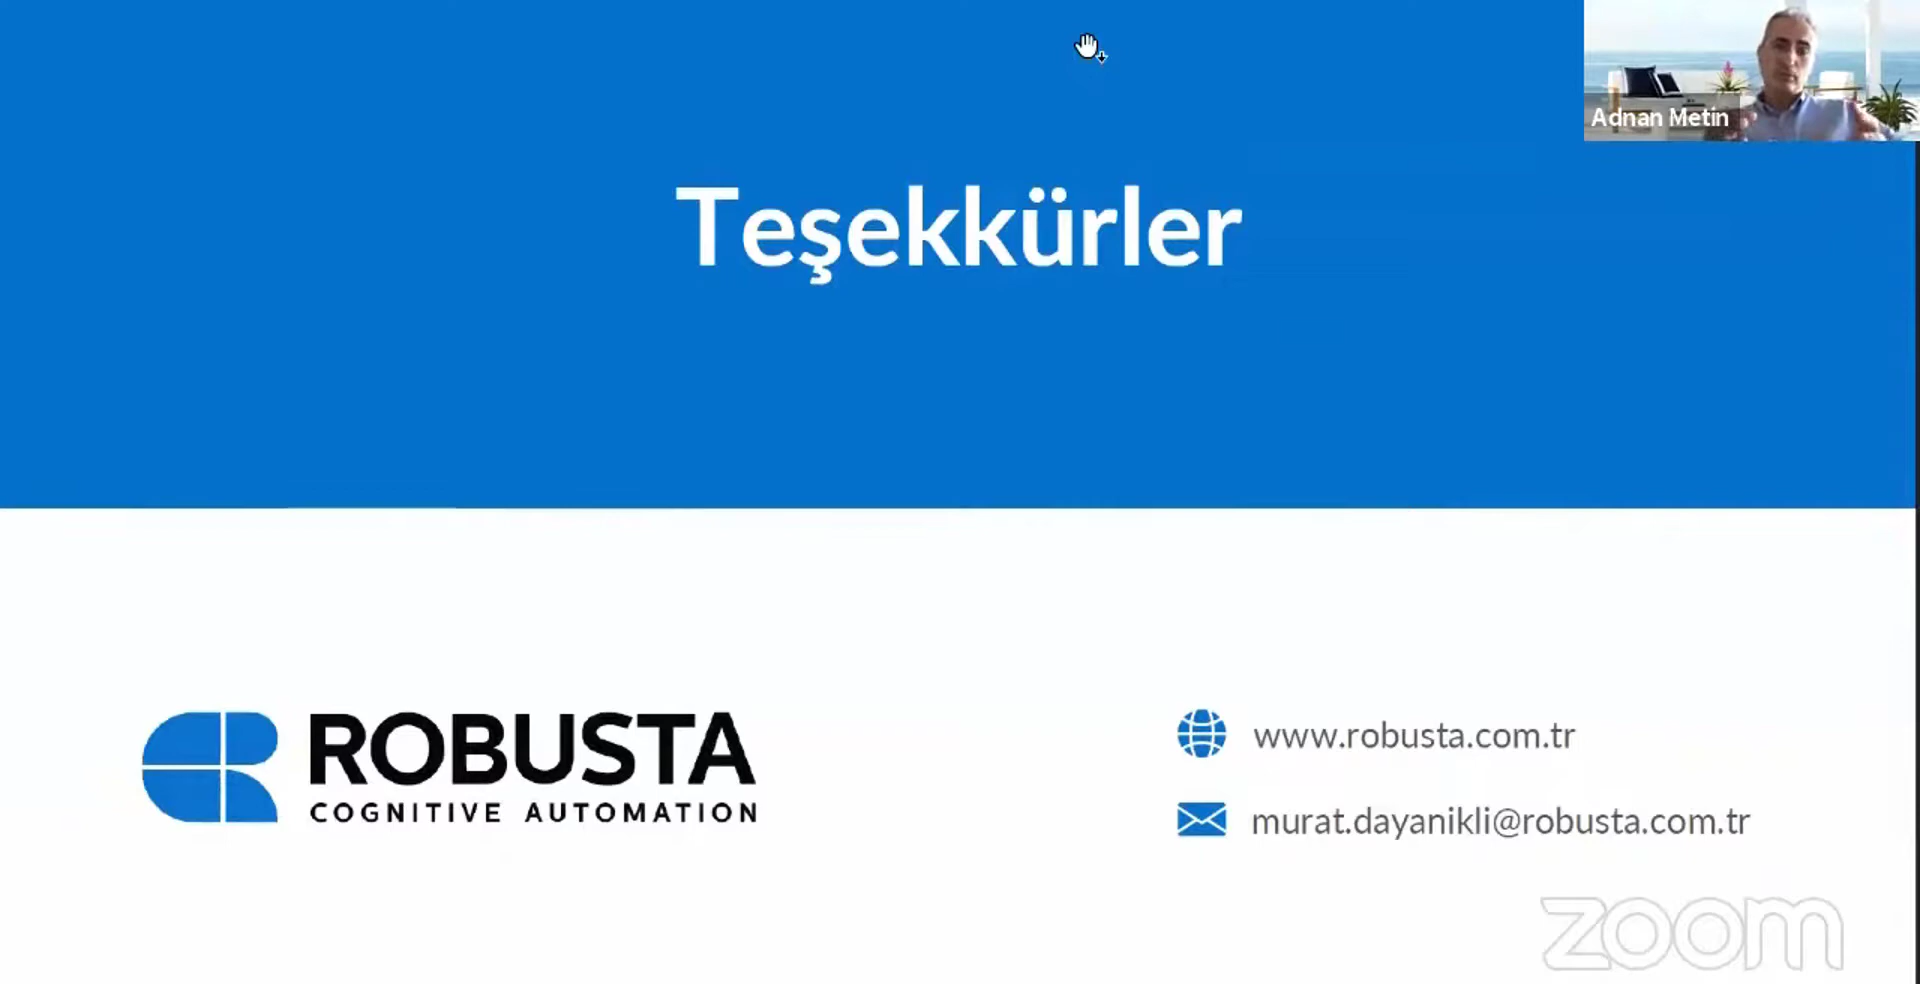 Adnan Metin
Teşekkürler
ROBUSTA
COGNITIVE AUTOMATION
www.robusta.com.tr
murat.dayanikli@robusta.com.tr
zoom